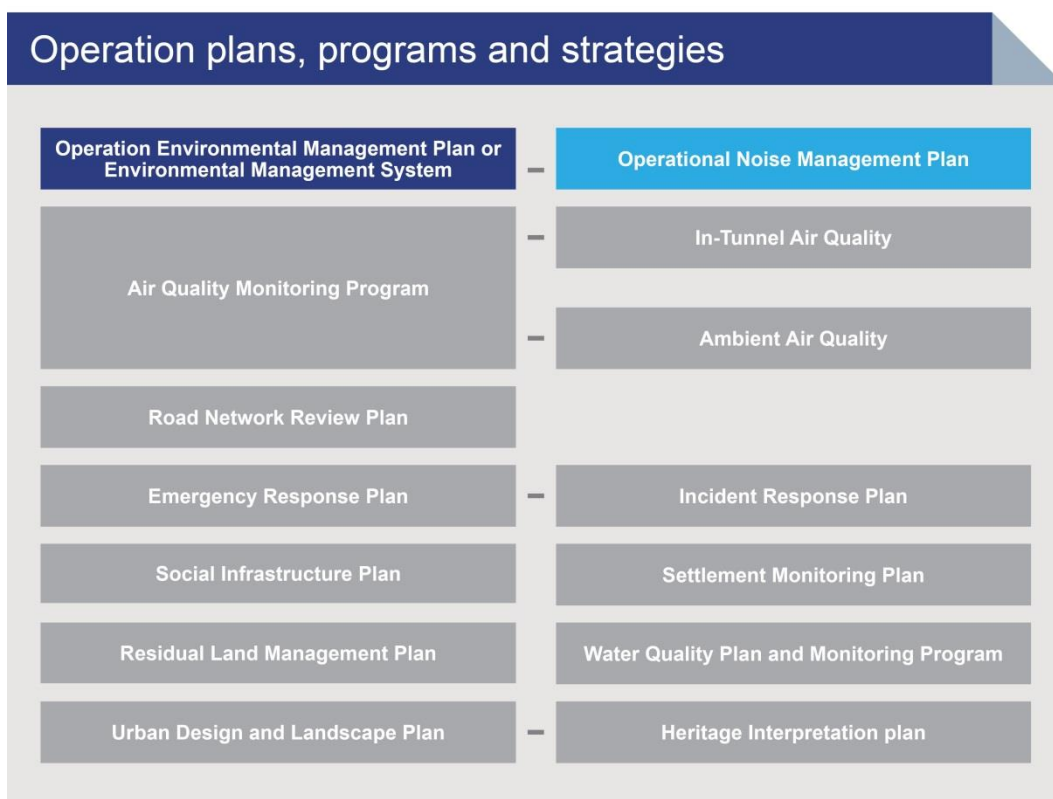 Operation plans, programs and strategies
Operation Environmental Management Plan or
Environmental Management System
–
Operational Noise Management Plan
Air Quality Monitoring Program
–
In-Tunnel Air Quality
–
Ambient Air Quality
Road Network Review Plan
Emergency Response Plan
–
Incident Response Plan
Social Infrastructure Plan
Settlement Monitoring Plan
Residual Land Management Plan
Water Quality Plan and Monitoring Program
Urban Design and Landscape Plan
–
Heritage Interpretation plan